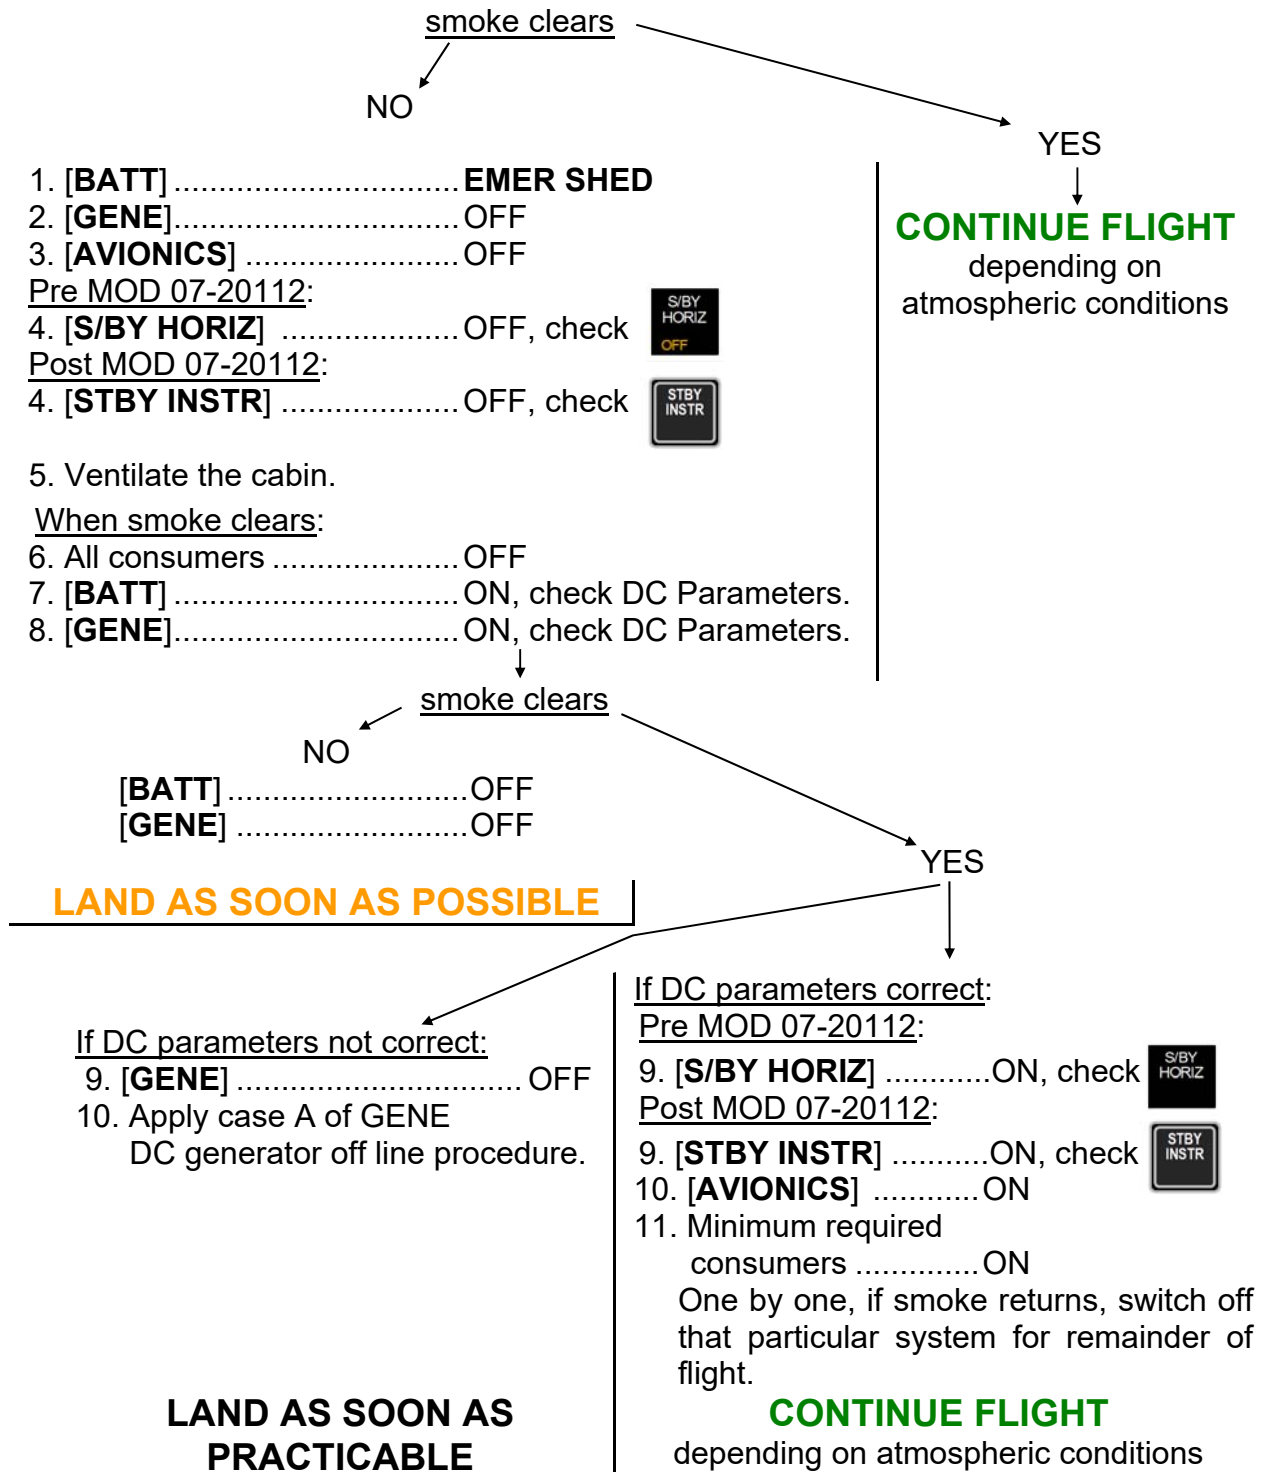 smoke clears
NO
YES
1. [BATT] ............................... EMER SHED
2. [GENE]............................... OFF
3. [AVIONICS] ....................... OFF
Pre MOD 07-20112:
4. [S/BY HORIZ] ................... OFF, check
S/BY
HORIZ
OFF
Post MOD 07-20112:
4. [STBY INSTR] ................... OFF, check
STBY
INSTR
5. Ventilate the cabin.
When smoke clears:
6. All consumers .................... OFF
7. [BATT] ............................... ON, check DC Parameters.
8. [GENE]............................... ON, check DC Parameters.
CONTINUE FLIGHT
depending on
atmospheric conditions
smoke clears
NO
[BATT] .......................... OFF
[GENE] ......................... OFF
LAND AS SOON AS POSSIBLE
YES
If DC parameters not correct:
9. [GENE] ............................... OFF
10. Apply case A of GENE
DC generator off line procedure.
LAND AS SOON AS
PRACTICABLE
If DC parameters correct:
Pre MOD 07-20112:
9. [S/BY HORIZ] ............ON, check
S/BY
HORIZ
Post MOD 07-20112:
9. [STBY INSTR] ...........ON, check
STBY
INSTR
10. [AVIONICS] ............ON
11. Minimum required
consumers ..............ON
One by one, if smoke returns, switch off
that particular system for remainder of
flight.
CONTINUE FLIGHT
depending on atmospheric conditions